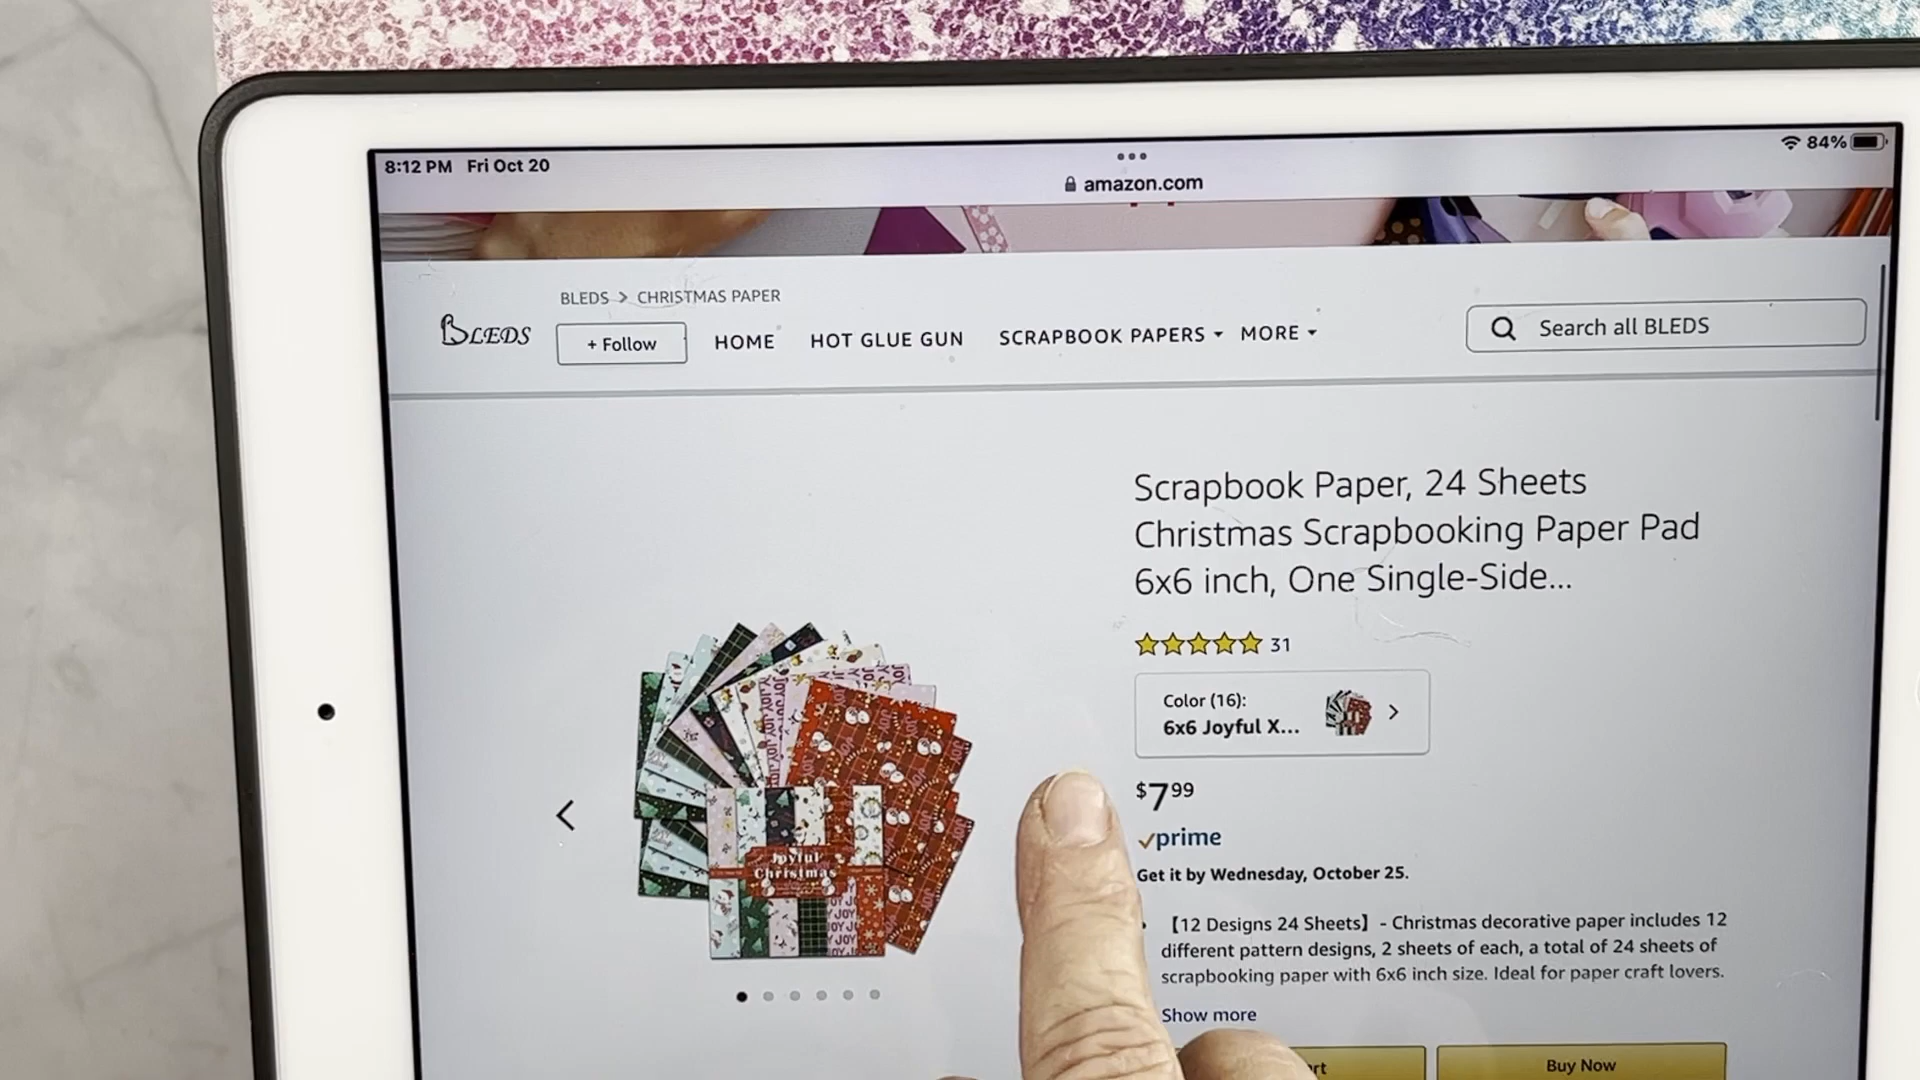 8:12 PM Fri Oct 20
84%
amazon.com
BLEDS > CHRISTMAS PAPER
BLEDS
+ Follow
HOME
HOT GLUE GUN
SCRAPBOOK PAPERS
MORE
Search all BLEDS
Scrapbook Paper, 24 Sheets
Christmas Scrapbooking Paper Pad
6x6 inch, One Single-Side...
31
Color (16):
6x6 Joyful X...
$7.99
prime
Get it by Wednesday, October 25.
【12 Designs 24 Sheets】 - Christmas decorative paper includes 12
different pattern designs, 2 sheets of each, a total of 24 sheets of
scrapbooking paper with 6x6 inch size. Ideal for paper craft lovers.
Show more
Buy Now
Joyful
Christmas
JOY